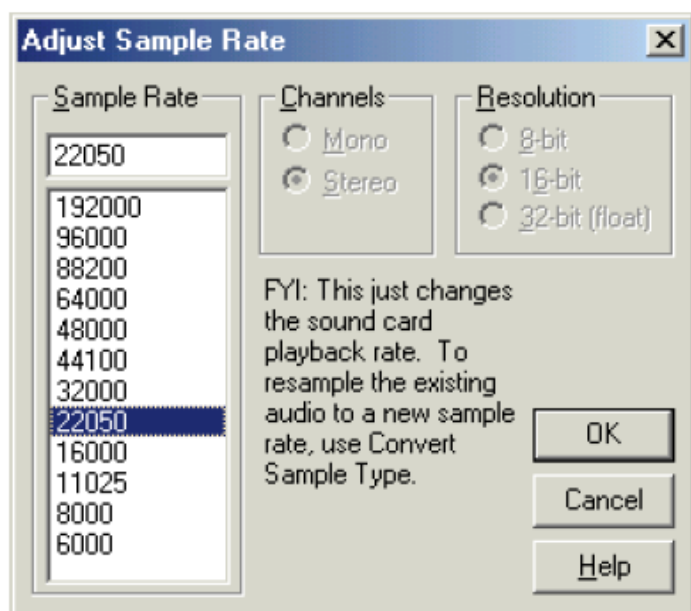 Adjust Sample Rate
Sample Rate
22050
192000
96000
88200
64000
48000
44100
32000
22050
16000
11025
8000
6000
Channels
Mono
Stereo
Resolution
8-bit
16-bit
32-bit (float)
FYI: This just changes
the sound card
playback rate. To
resample the existing
audio to a new sample
rate, use Convert
Sample Type.
OK
Cancel
Help